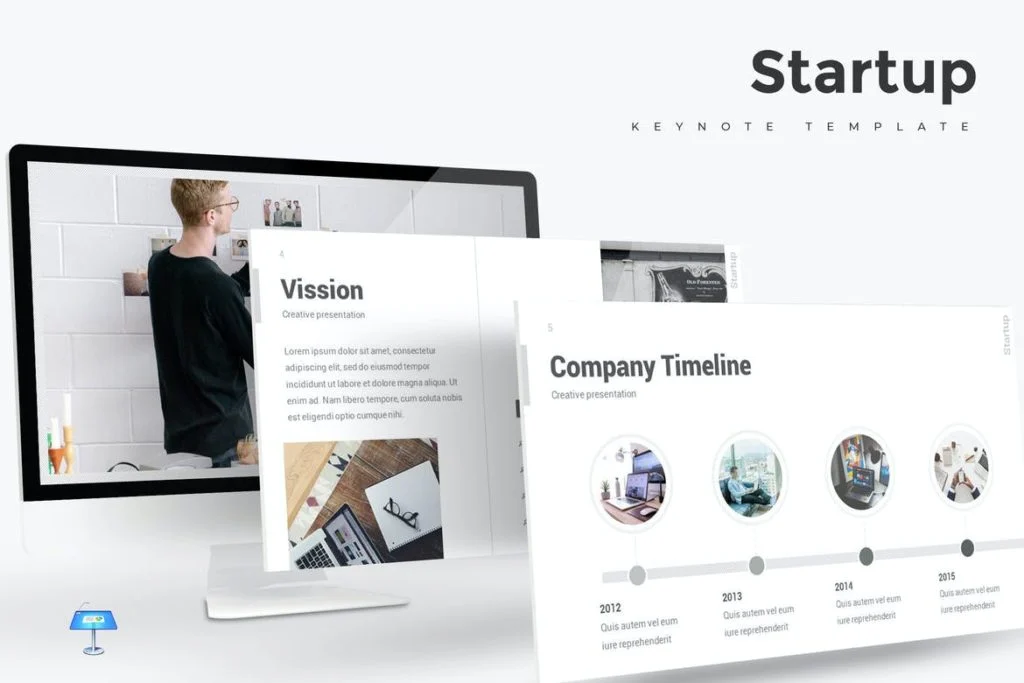 Startup
KEYNOTE TEMPLATE
4
Vission
Creative presentation
Lorem ipsum dolor sit amet, consectetur
adipiscing elit, sed do eiusmod tempor
incididunt ut labore et dolore magna aliqua. Ut
enim ad. Nam libero tempore, cum soluta nobis
est eligendi optio cumque nihi.
Old Forester
Startup
5
Company Timeline
Creative presentation
Startup
2012
Quis autem vel eum
iure reprehenderit
2013
Quis autem vel eum
iure reprehenderit
2014
Quis autem vel eum
iure reprehenderit
2015
Quis autem vel eum
iure reprehenderit